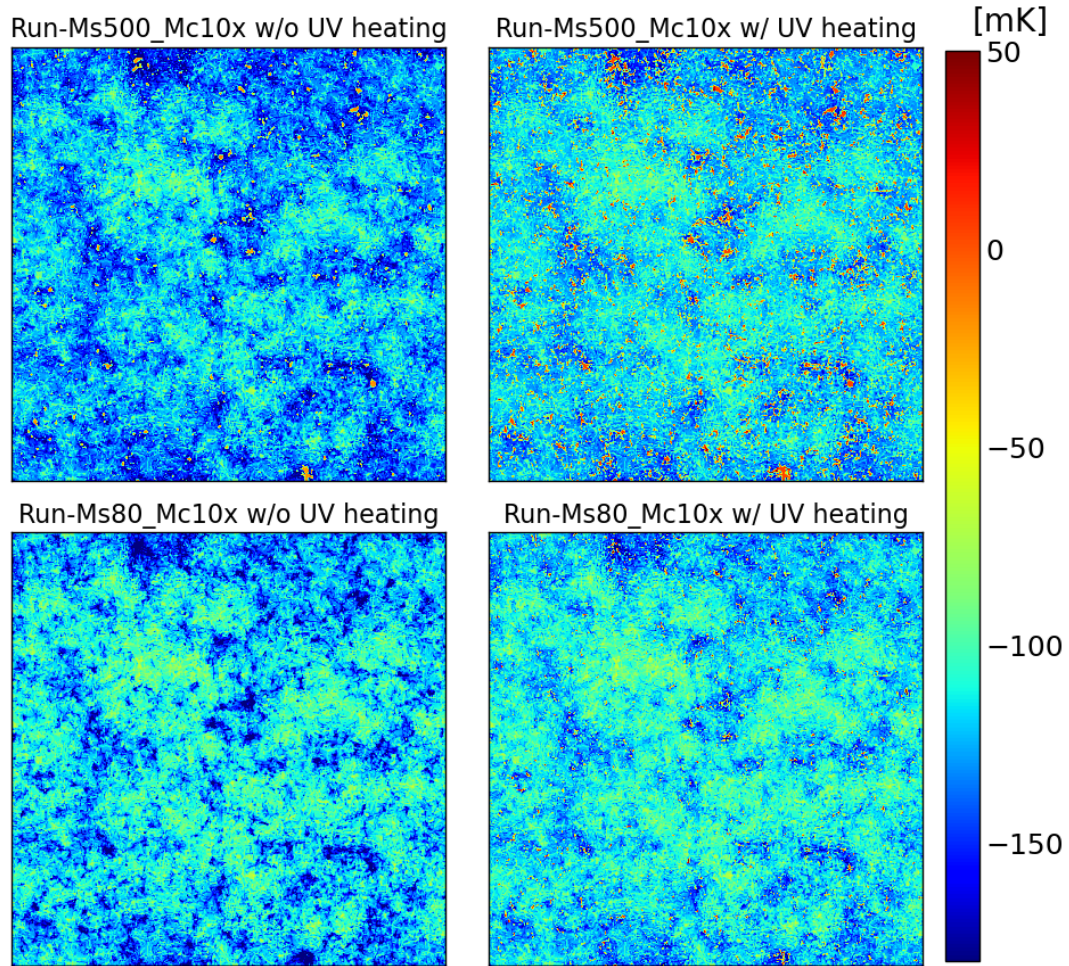 Run-Ms500_Mc10x w/o UV heating
Run-Ms500_Mc10x w/ UV heating
[mK]
50
0
−50
−100
−150
Run-Ms80_Mc10x w/o UV heating
Run-Ms80_Mc10x w/ UV heating